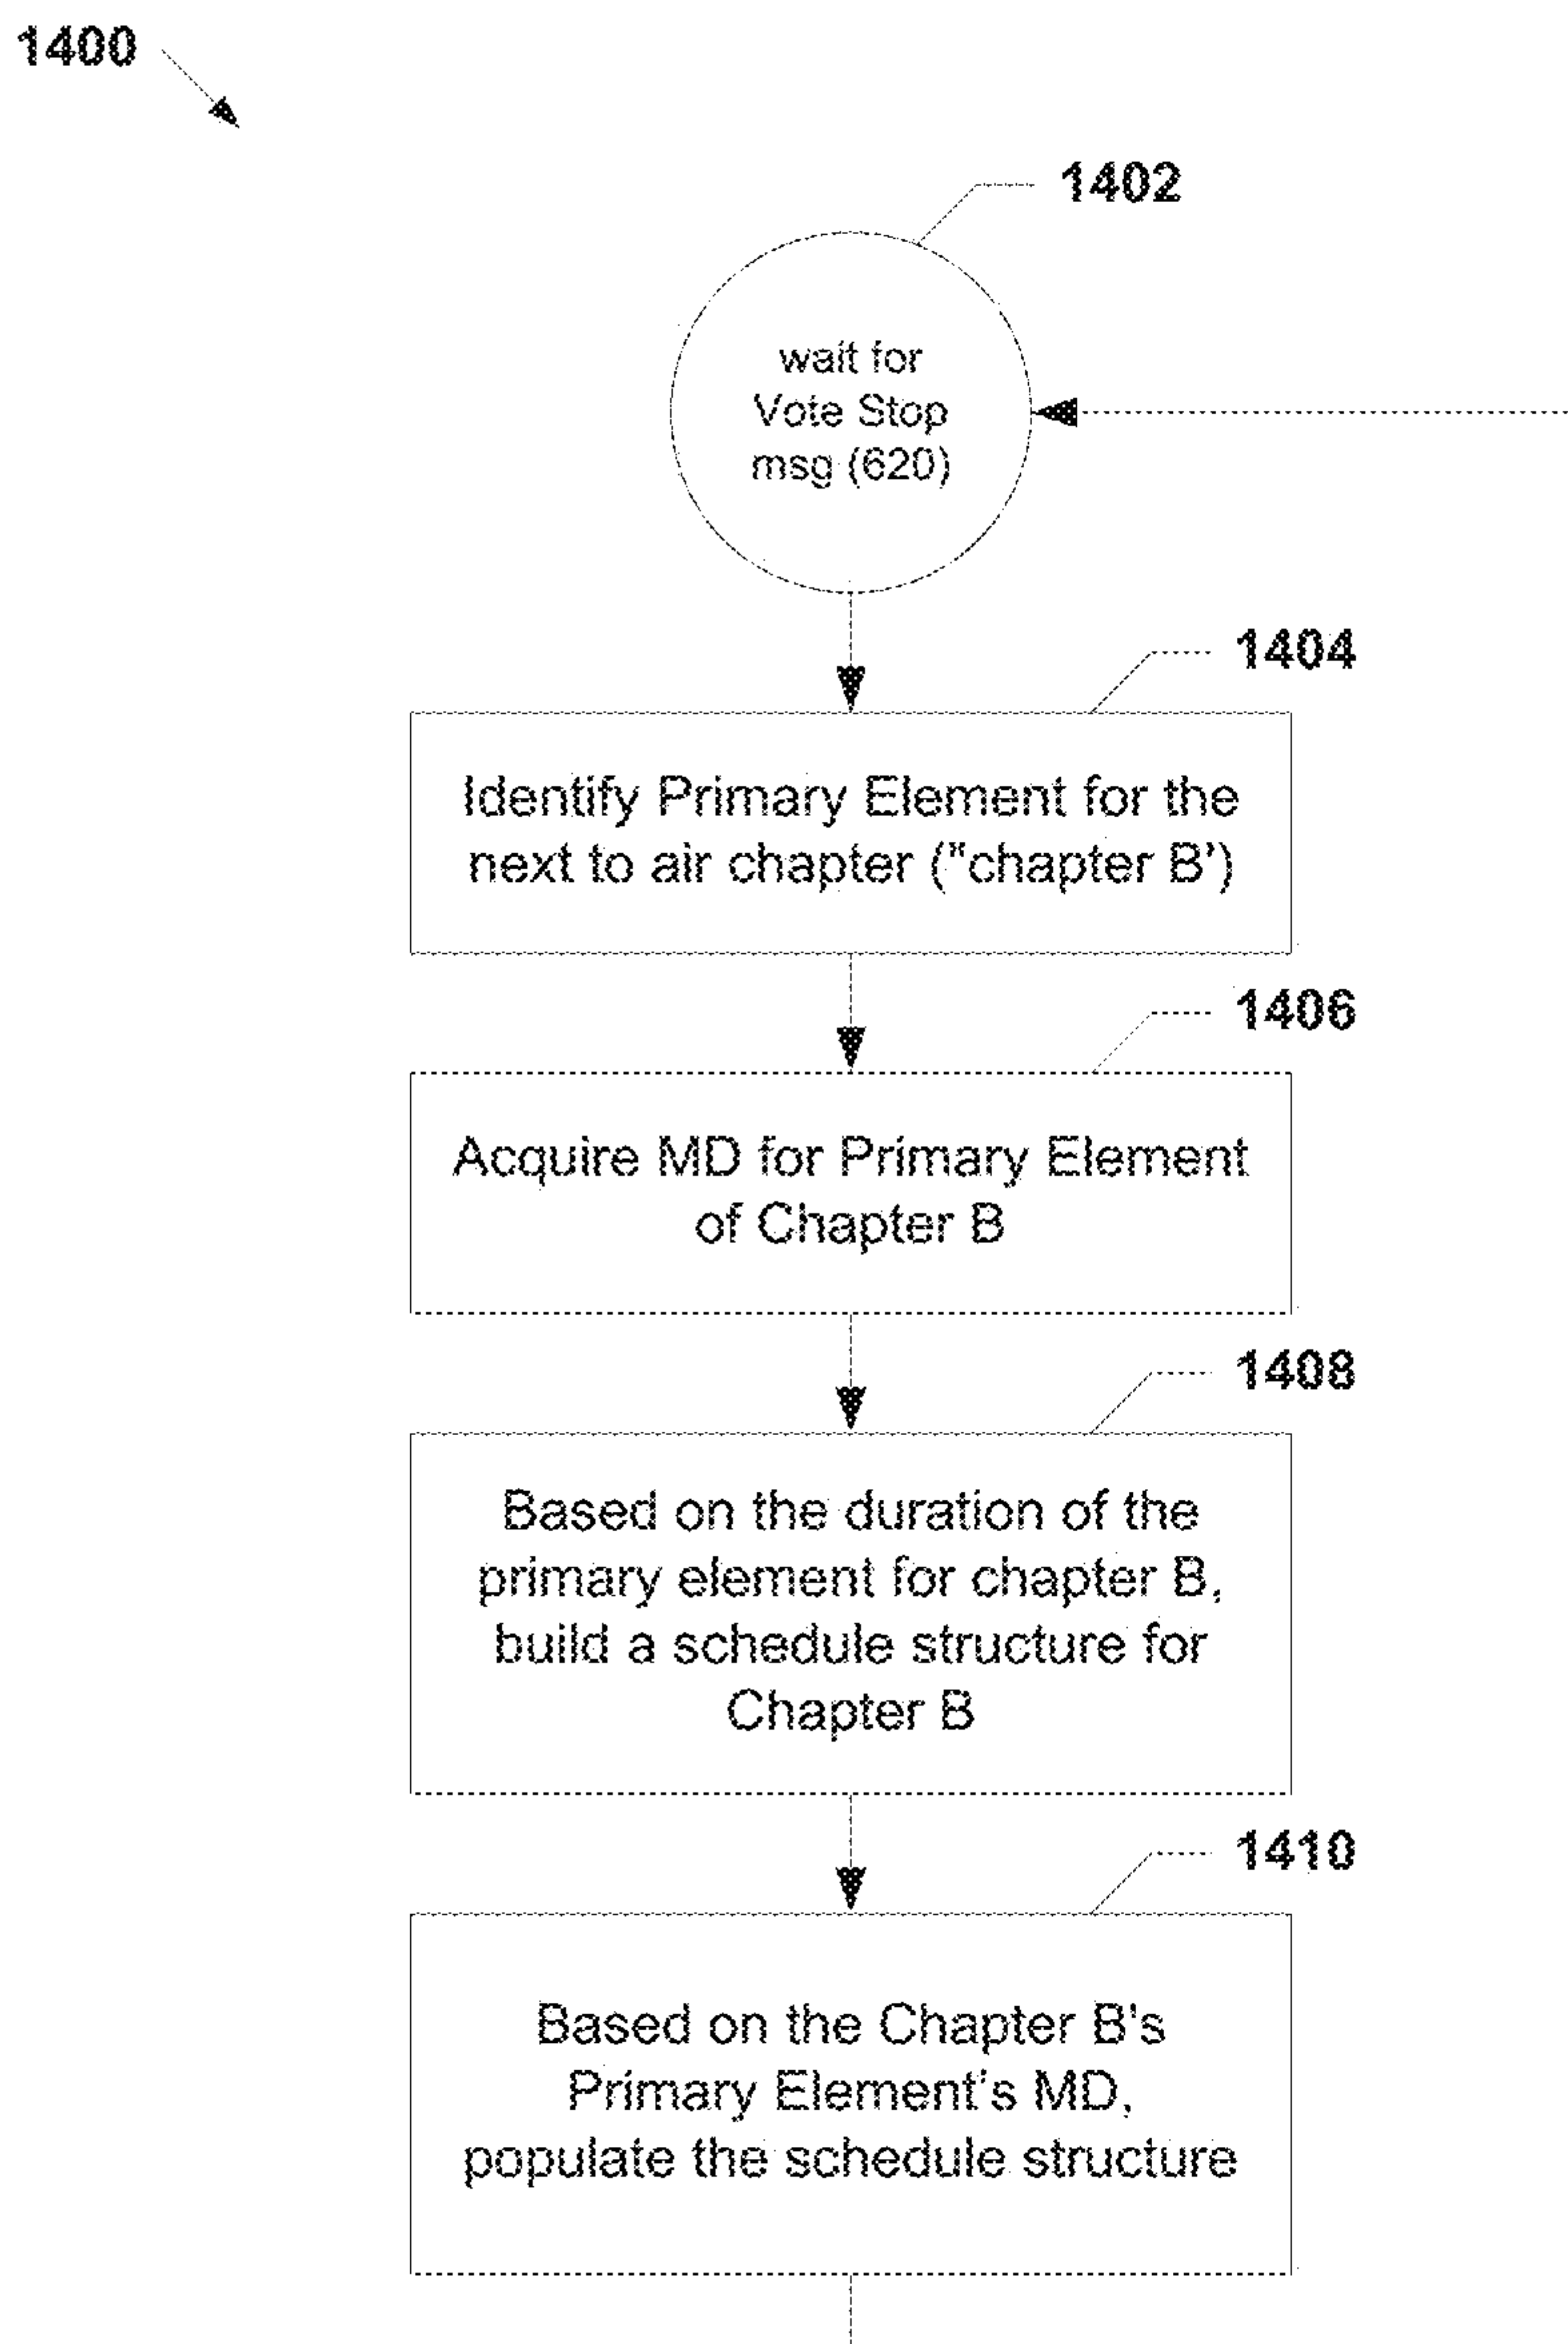 1400
1402
wait for
Vote Stop
msg (620)
1404
Identify Primary Element for the
next to air chapter ("chapter B')
1406
Acquire MD for Primary Element
of Chapter B
1408
Based on the duration of the
primary element for chapter B,
build a schedule structure for
Chapter B
1410
Based on the Chapter B's
Primary Element's MD,
populate the schedule structure